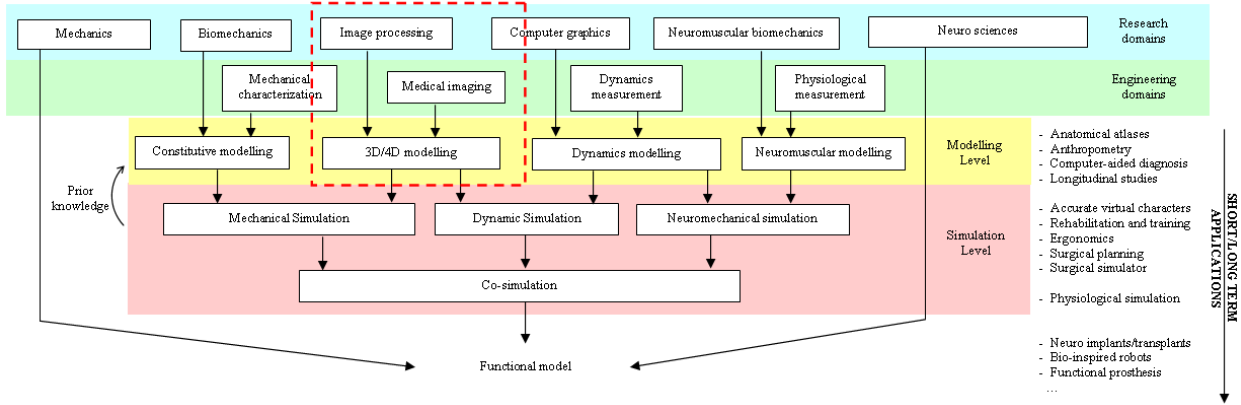 Mechanics
Biomechanics
Image processing
Computer graphics
Neuromuscular biomechanics
Neuro sciences
Research
domains
Mechanical
characterization
Medical imaging
Dynamics
measurement
Physiological
measurement
Engineering
domains
Constitutive modelling
3D/4D modelling
Dynamics modelling
Neuromuscular modelling
Modelling
Level
- Anatomical atlases
- Anthropometry
- Computer-aided diagnosis
- Longitudinal studies
Prior
knowledge
Mechanical Simulation
Dynamic Simulation
Neuromechanical simulation
Simulation
Level
- Accurate virtual characters
- Rehabilitation and training
- Ergonomics
- Surgical planning
- Surgical simulator
- Physiological simulation
Co-simulation
Functional model
- Neuro implants/transplants
- Bio-inspired robots
- Functional prosthesis
...
SHORT/LONG TERM
APPLICATIONS